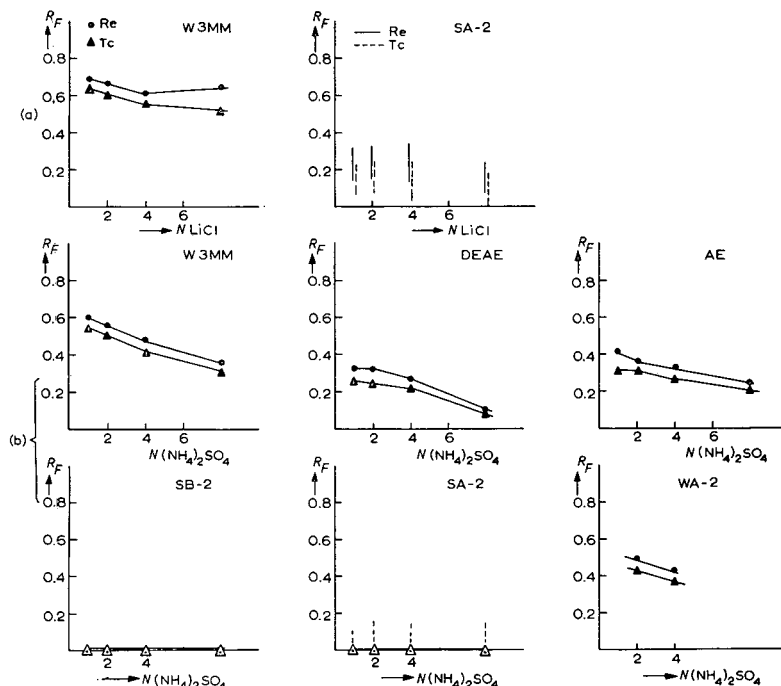 R_F
● Re
▲ Tc
W3MM
0.8
0.6
0.4
0.2
(a)
2 4 6
→ N LiCl
R_F
—— Re
----- Tc
SA-2
0.8
0.6
0.4
0.2
2 4 6
→ N LiCl
R_F
W3MM
0.8
0.6
0.4
0.2
2 4 6
→ N(NH4)2SO4
R_F
DEAE
0.8
0.6
0.4
0.2
2 4 6
→ N(NH4)2SO4
R_F
AE
0.8
0.6
0.4
0.2
2 4 6
→ N(NH4)2SO4
(b)
R_F
SB-2
0.8
0.6
0.4
0.2
2 4
→ N(NH4)2SO4
R_F
SA-2
0.8
0.6
0.4
0.2
2 4
→ N(NH4)2SO4
R_F
WA-2
0.8
0.6
0.4
0.2
2 4
→ N(NH4)2SO4